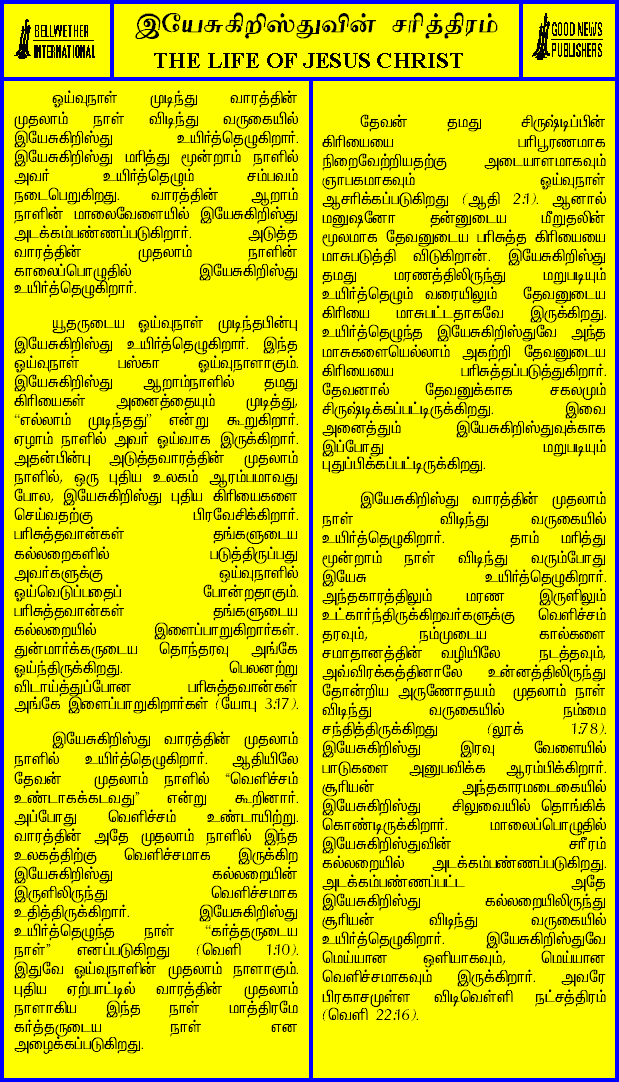 BELLWETHER
INTERNATIONAL
இயேசுகிறிஸ்துவின் சரித்திரம்
THE LIFE OF JESUS CHRIST
GOOD NEWS
PUBLISHERS
ஓய்வுநாள் முடிந்து வாரத்தின்
முதலாம் நாள் விடிந்து வருகையில்
இயேசுகிறிஸ்து உயிர்த்தெழுகிறார்.
இயேசுகிறிஸ்து மரித்து மூன்றாம் நாளில்
அவர் உயிர்த்தெழும் சம்பவம்
நடைபெறுகிறது. வாரத்தின் ஆறாம்
நாளின் மாலைவேளையில் இயேசுகிறிஸ்து
அடக்கம்பண்ணப்படுகிறார். அடுத்த
வாரத்தின் முதலாம் நாளின்
காலைப்பொழுதில் இயேசுகிறிஸ்து
உயிர்த்தெழுகிறார்.
யூதருடைய ஓய்வுநாள் முடிந்தபின்பு
இயேசுகிறிஸ்து உயிர்த்தெழுகிறார். இந்த
ஓய்வுநாள் பஸ்கா ஓய்வுநாளாகும்.
இயேசுகிறிஸ்து ஆறாம்நாளில் தமது
கிரியைகள் அனைத்தையும் முடித்து,
“எல்லாம் முடிந்தது” என்று கூறுகிறார்.
ஏழாம் நாளில் அவர் ஓய்வாக இருக்கிறார்.
அதன்பின்பு அடுத்தவாரத்தின் முதலாம்
நாளில், ஒரு புதிய உலகம் ஆரம்பமாவது
போல, இயேசுகிறிஸ்து புதிய கிரியைகளை
செய்வதற்கு பிரவேசிக்கிறார்.
பரிசுத்தவான்கள் தங்களுடைய
கல்லறைகளில் படுத்திருப்பது
அவர்களுக்கு ஓய்வுநாளில்
ஓய்வெடுப்பதைப் போன்றதாகும்.
பரிசுத்தவான்கள் தங்களுடைய
கல்லறையில் இளைப்பாறுகிறார்கள்.
துன்மார்க்கருடைய தொந்தரவு அங்கே
ஓய்ந்திருக்கிறது. பெலனற்று
விடாய்த்துப்போன பரிசுத்தவான்கள்
அங்கே இளைப்பாறுகிறார்கள் (யோபு 3:17).
இயேசுகிறிஸ்து வாரத்தின் முதலாம்
நாளில் உயிர்த்தெழுகிறார். ஆதியிலே
தேவன் முதலாம் நாளில் “வெளிச்சம்
உண்டாகக்கடவது” என்று கூறினார்.
அப்போது வெளிச்சம் உண்டாயிற்று.
வாரத்தின் அதே முதலாம் நாளில் இந்த
உலகத்திற்கு வெளிச்சமாக இருக்கிற
இயேசுகிறிஸ்து கல்லறையின்
இருளிலிருந்து வெளிச்சமாக
உதித்திருக்கிறார். இயேசுகிறிஸ்து
உயிர்த்தெழுந்த நாள் “கர்த்தருடைய
நாள்” எனப்படுகிறது (வெளி 1:10).
இதுவே ஓய்வுநாளின் முதலாம் நாளாகும்.
புதிய ஏற்பாட்டில் வாரத்தின் முதலாம்
நாளாகிய இந்த நாள் மாத்திரமே
கர்த்தருடைய நாள் என
அழைக்கப்படுகிறது.
தேவன் தமது சிருஷ்டிப்பின்
கிரியையை பரிபூரணமாக
நிறைவேற்றியதற்கு அடையாளமாகவும்
ஞாபகமாகவும் ஓய்வுநாள்
ஆசரிக்கப்படுகிறது (ஆதி 2:1). ஆனால்
மனுஷனோ தன்னுடைய மீறுதலின்
மூலமாக தேவனுடைய பரிசுத்த கிரியையை
மாசுபடுத்தி விடுகிறான். இயேசுகிறிஸ்து
தமது மரணத்திலிருந்து மறுபடியும்
உயிர்த்தெழும் வரையிலும் தேவனுடைய
கிரியை மாசுபட்டதாகவே இருக்கிறது.
உயிர்த்தெழுந்த இயேசுகிறிஸ்துவே அந்த
மாசுகளையெல்லாம் அகற்றி தேவனுடைய
கிரியையை பரிசுத்தப்படுத்துகிறார்.
தேவனால் தேவனுக்காக சகலமும்
சிருஷ்டிக்கப்பட்டிருக்கிறது. இவை
அனைத்தும் இயேசுகிறிஸ்துவுக்காக
இப்போது மறுபடியும்
புதுப்பிக்கப்பட்டிருக்கிறது.
இயேசுகிறிஸ்து வாரத்தின் முதலாம்
நாள் விடிந்து வருகையில்
உயிர்த்தெழுகிறார். தாம் மரித்து
மூன்றாம் நாள் விடிந்து வரும்போது
இயேசு உயிர்த்தெழுகிறார்.
அந்தகாரத்திலும் மரண இருளிலும்
உட்கார்ந்திருக்கிறவர்களுக்கு வெளிச்சம்
தரவும், நம்முடைய கால்களை
சமாதானத்தின் வழியிலே நடத்தவும்,
அவ்விரக்கத்தினாலே உன்னத்திலிருந்து
தோன்றிய அருணோதயம் முதலாம் நாள்
விடிந்து வருகையில் நம்மை
சந்தித்திருக்கிறது (லூக் 1:78).
இயேசுகிறிஸ்து இரவு வேளையில்
பாடுகளை அனுபவிக்க ஆரம்பிக்கிறார்.
சூரியன் அந்தகாரமடைகையில்
இயேசுகிறிஸ்து சிலுவையில் தொங்கிக்
கொண்டிருக்கிறார். மாலைப்பொழுதில்
இயேசுகிறிஸ்துவின் சரீரம்
கல்லறையில் அடக்கம்பண்ணப்படுகிறது.
அடக்கம்பண்ணப்பட்ட அதே
இயேசுகிறிஸ்து கல்லறையிலிருந்து
சூரியன் விடிந்து வருகையில்
உயிர்த்தெழுகிறார். இயேசுகிறிஸ்துவே
மெய்யான ஒளியாகவும், மெய்யான
வெளிச்சமாகவும் இருக்கிறார். அவரே
பிரகாசமுள்ள விடிவெள்ளி நட்சத்திரம்
(வெளி 22:16).